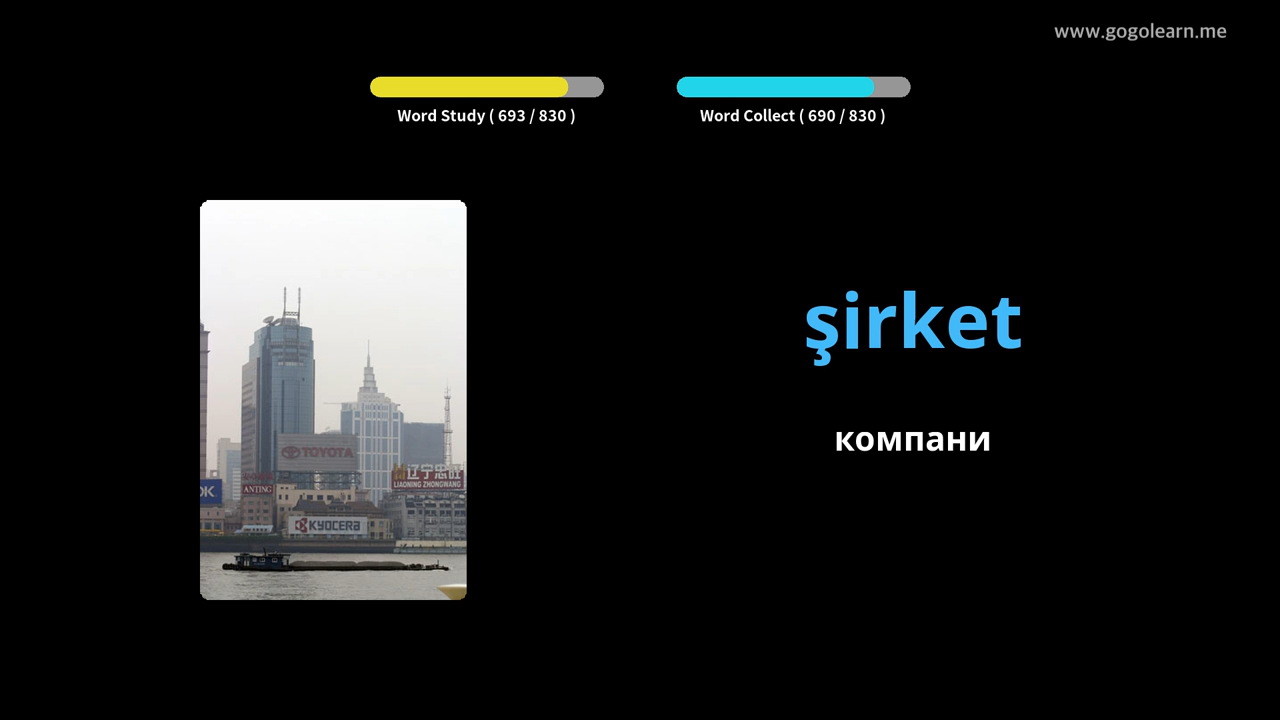 www.gogolearn.me
Word Study ( 693 / 830 )
Word Collect ( 690 / 830 )
şirket
компани
TOYOTA
辽宁忠旺
LIAONING ZHONGWANG
OK
ANTING
KYOCERA